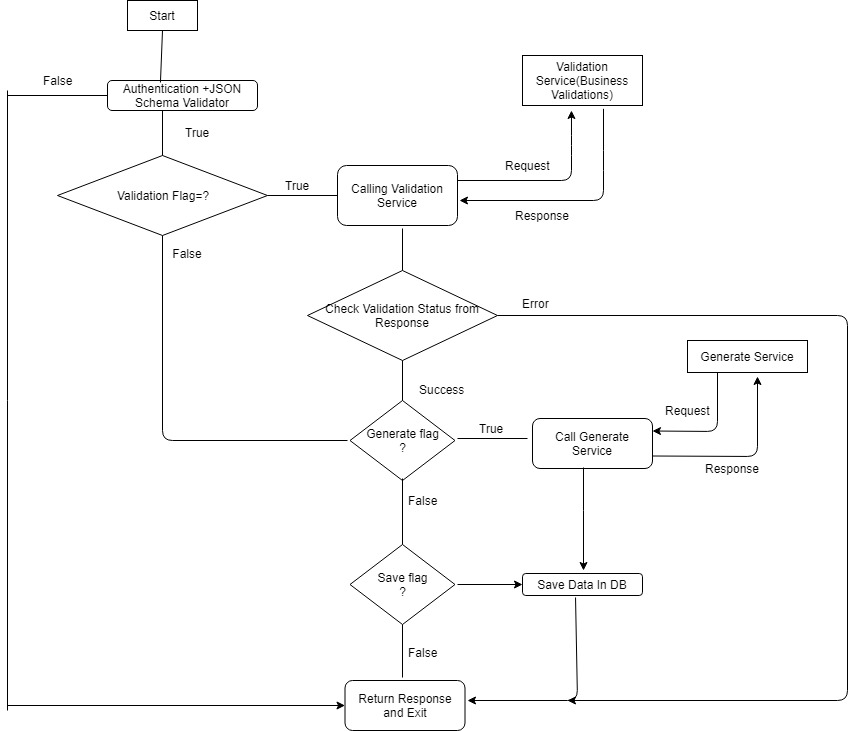 Start
False
Authentication +JSON
Schema Validator
Validation
Service(Business
Validations)
True
Request
Validation Flag=?
True
Calling Validation
Service
Response
False
Check Validation Status from
Response
Error
Generate Service
Success
Request
Generate flag
?
True
Call Generate
Service
Response
False
Save flag
?
Save Data In DB
False
Return Response
and Exit